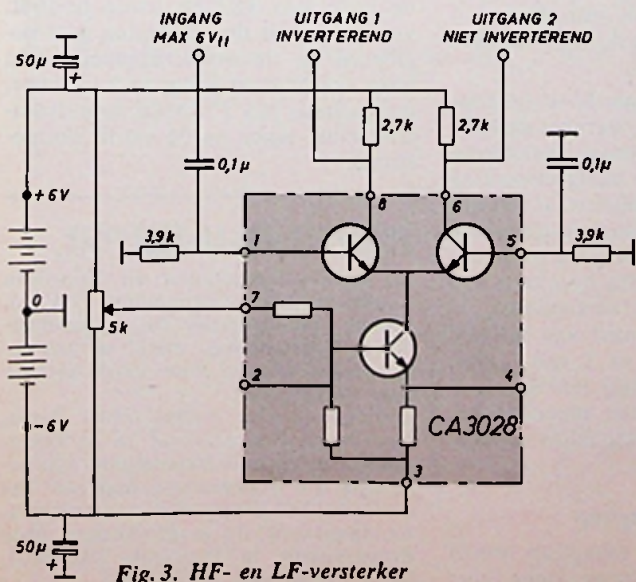 INGANG
MAX 6Vtt
UITGANG 1
INVERTEREND
UITGANG 2
NIET INVERTEREND
50μ
+
2,7k
2,7k
0,1μ
0,1μ
+6V
8
6
3,9k
1
5
3,9k
0
5k
7
2
4
-6V
CA3028
3
50μ
+
Fig. 3. HF- en LF-versterker